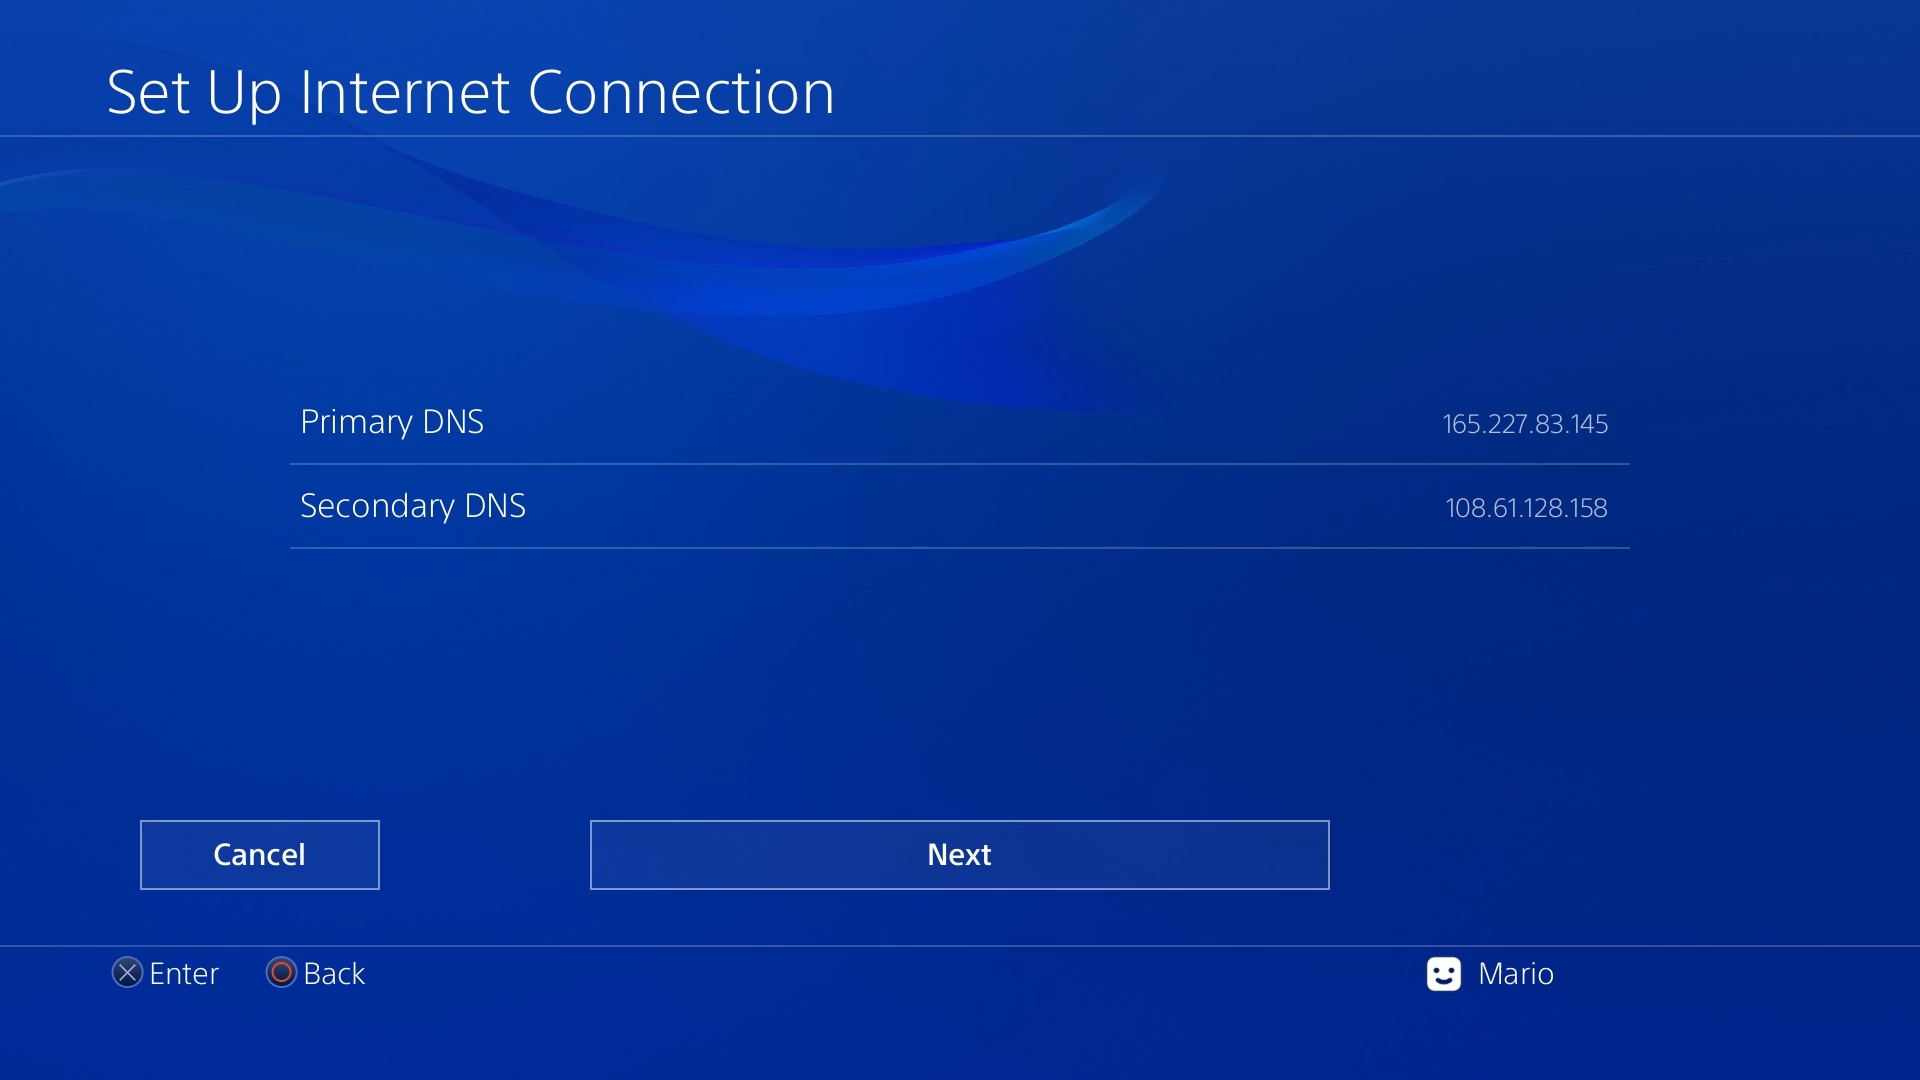 Set Up Internet Connection
Primary DNS 165.227.83.145
Secondary DNS 108.61.128.158
Cancel Next
Enter Back Mario